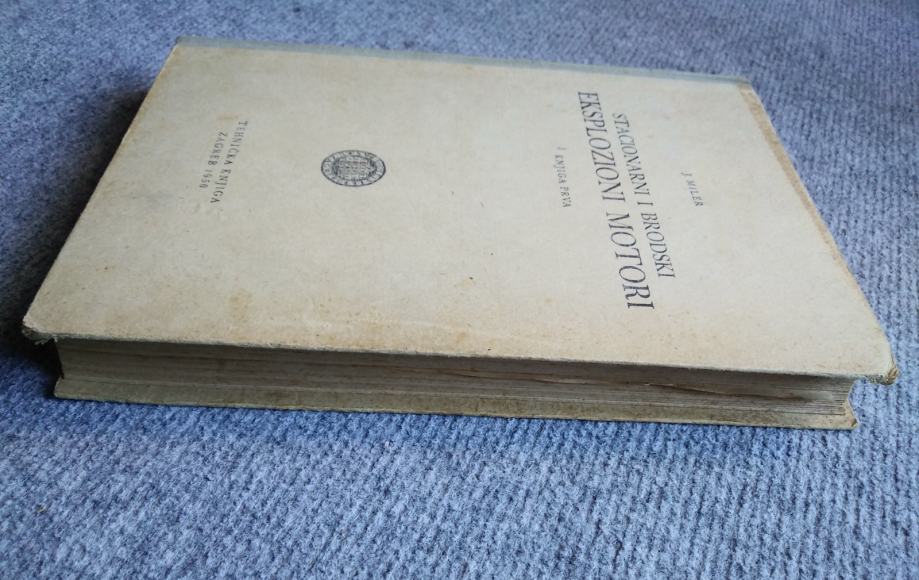 J. MILER
STACIONARNI I BRODSKI
EKSPLOZIONI MOTORI
I KNJIGA PRVA
TEHNIČKA KNJIGA
ZAGREB 1950